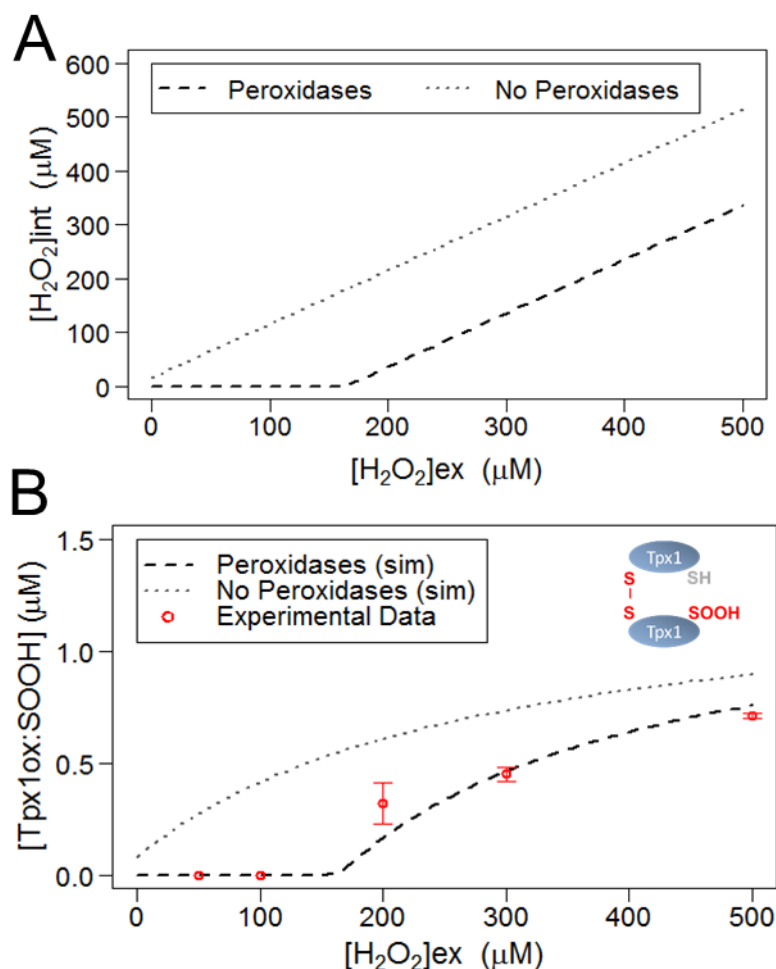 A
600
500
400
300
200
100
0
[H₂O₂]int (µM)
Peroxidases
No Peroxidases
0 100 200 300 400 500
[H₂O₂]ex (µM)
B
1.5
1.0
0.5
0.0
[Tpx1ox:SOOH] (µM)
Peroxidases (sim)
No Peroxidases (sim)
Experimental Data
Tpx1
S SH
S SOOH
Tpx1
0 100 200 300 400 500
[H₂O₂]ex (µM)